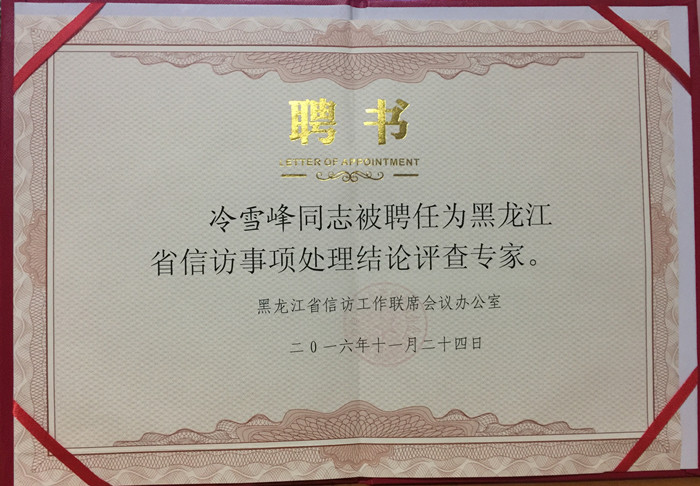 聘书
LETTER OF APPOINTMENT
冷雪峰同志被聘任为黑龙江
省信访事项处理结论评查专家。
黑龙江省信访工作联席会议办公室
二〇一六年十一月二十四日